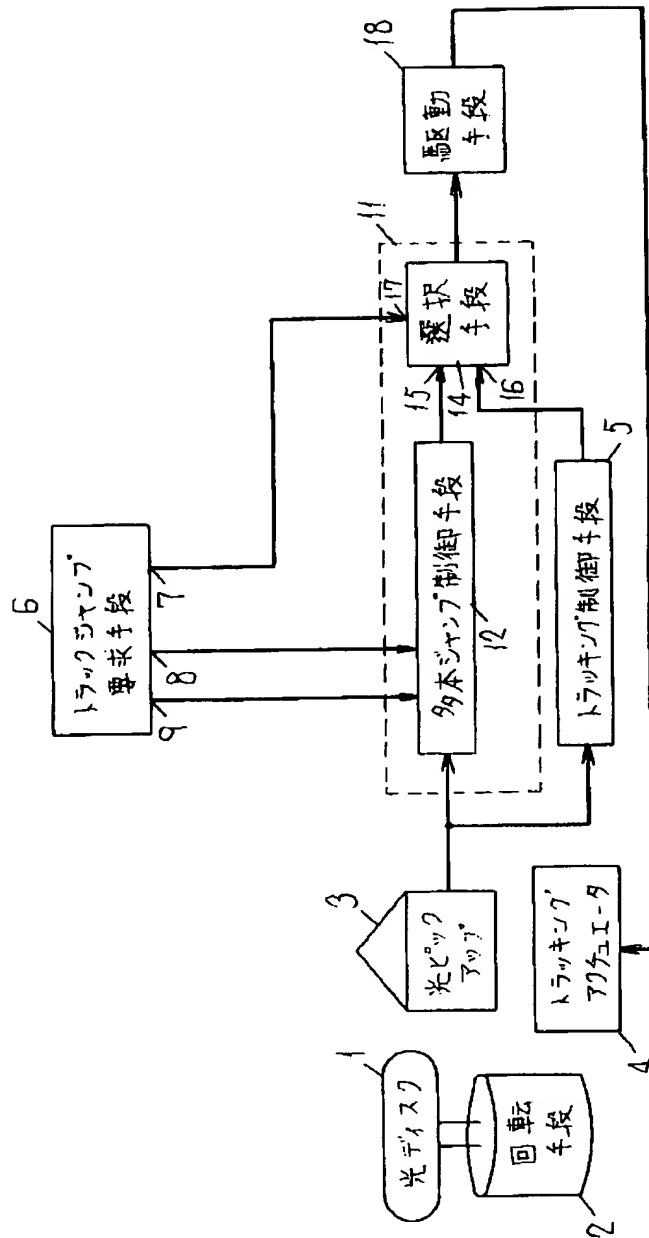 6
トラックジャンプ
要求手段
9
8
7
18
駆動
手段
11
17
選択
手段
15
14
16
多本ジャンプ制御手段
12
5
トラッキング制御手段
3
光ピック
アップ
トラッキング
アクチュエータ
4
1
光ディスク
回転
手段
2